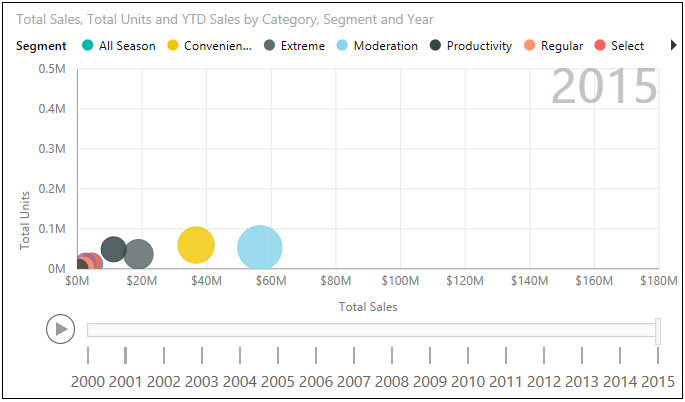 Total Sales, Total Units and YTD Sales by Category, Segment and Year
Segment All Season Convenien... Extreme Moderation Productivity Regular Select
2015
0.5M
0.4M
0.3M
0.2M
0.1M
0M
Total Units
$0M $20M $40M $60M $80M $100M $120M $140M $160M $180M
Total Sales
2000 2001 2002 2003 2004 2005 2006 2007 2008 2009 2010 2011 2012 2013 2014 2015